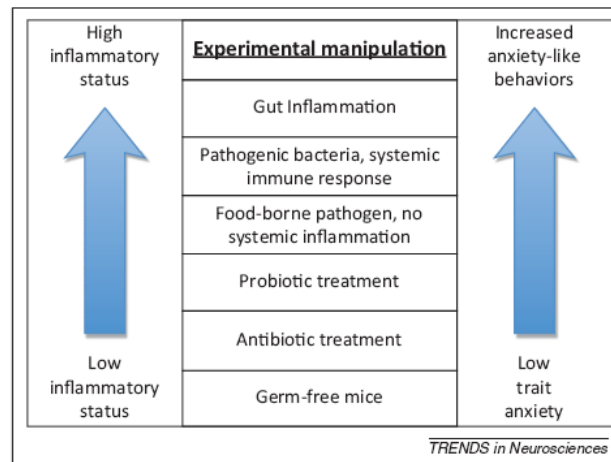 High
inflammatory
status
Experimental manipulation
Increased
anxiety-like
behaviors
Gut Inflammation
Pathogenic bacteria, systemic
immune response
Food-borne pathogen, no
systemic inflammation
Probiotic treatment
Antibiotic treatment
Germ-free mice
Low
inflammatory
status
Low
trait
anxiety
TRENDS in Neurosciences